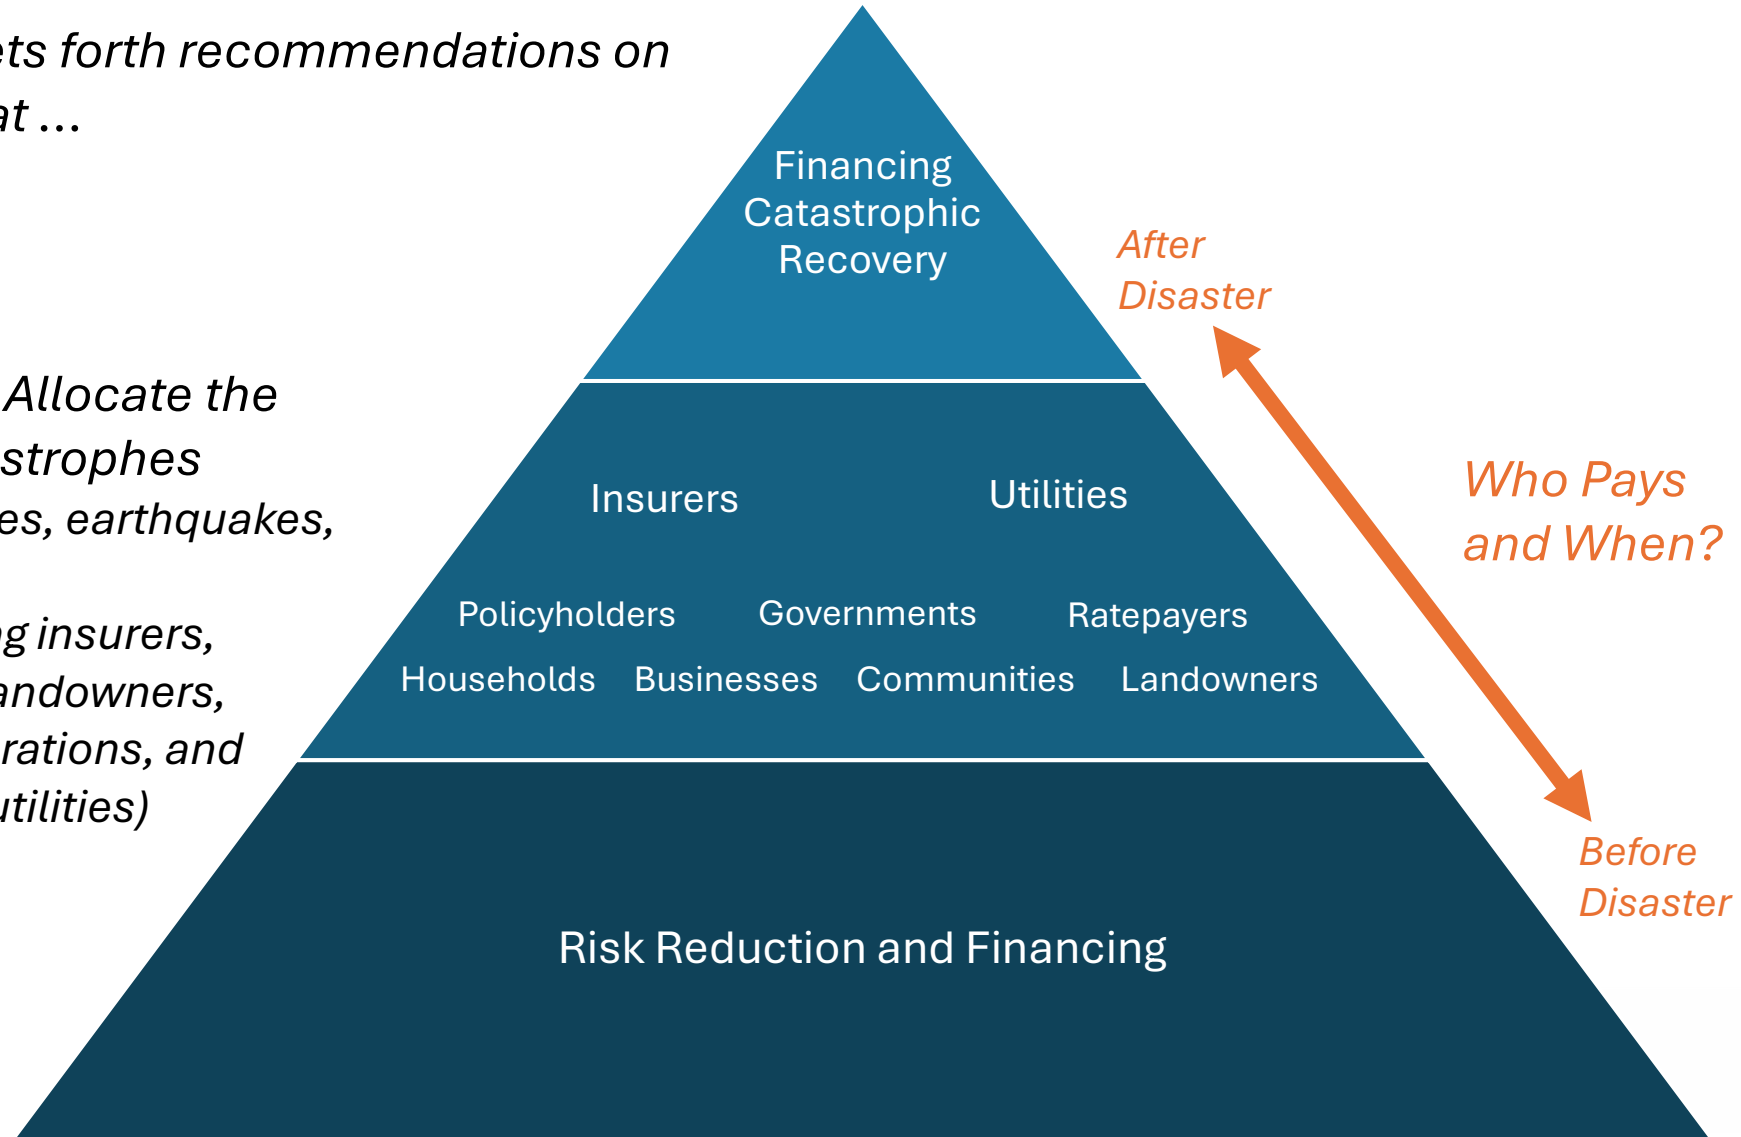 ets forth recommendations on
at ...
Allocate the
strophes
es, earthquakes,
g insurers,
andowners,
rations, and
utilities)
Financing
Catastrophic
Recovery
Insurers Utilities
Policyholders Governments Ratepayers
Households Businesses Communities Landowners
Risk Reduction and Financing
After
Disaster
Who Pays
and When?
Before
Disaster